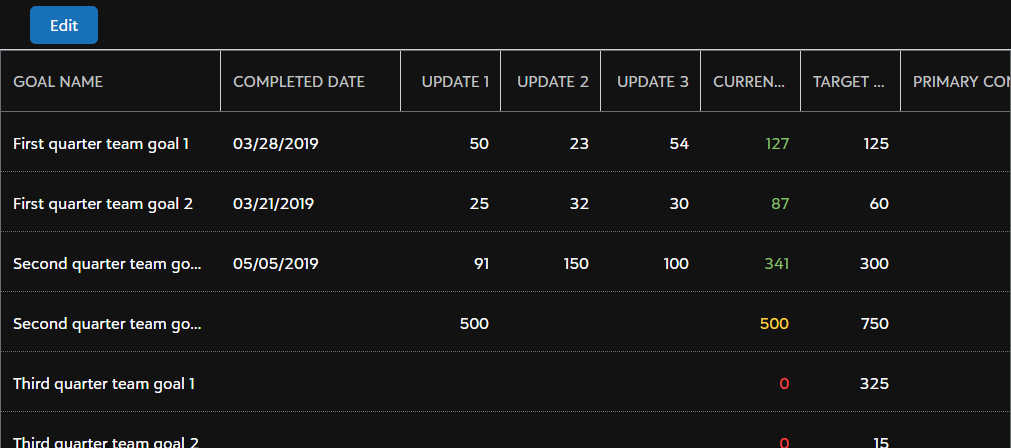 Edit
GOAL NAME COMPLETED DATE UPDATE 1 UPDATE 2 UPDATE 3 CURREN... TARGET ... PRIMARY CON
First quarter team goal 1 03/28/2019 50 23 54 127 125
First quarter team goal 2 03/21/2019 25 32 30 87 60
Second quarter team go... 05/05/2019 91 150 100 341 300
Second quarter team go... 500 500 750
Third quarter team goal 1 0 325
Third quarter team goal 2 0 15